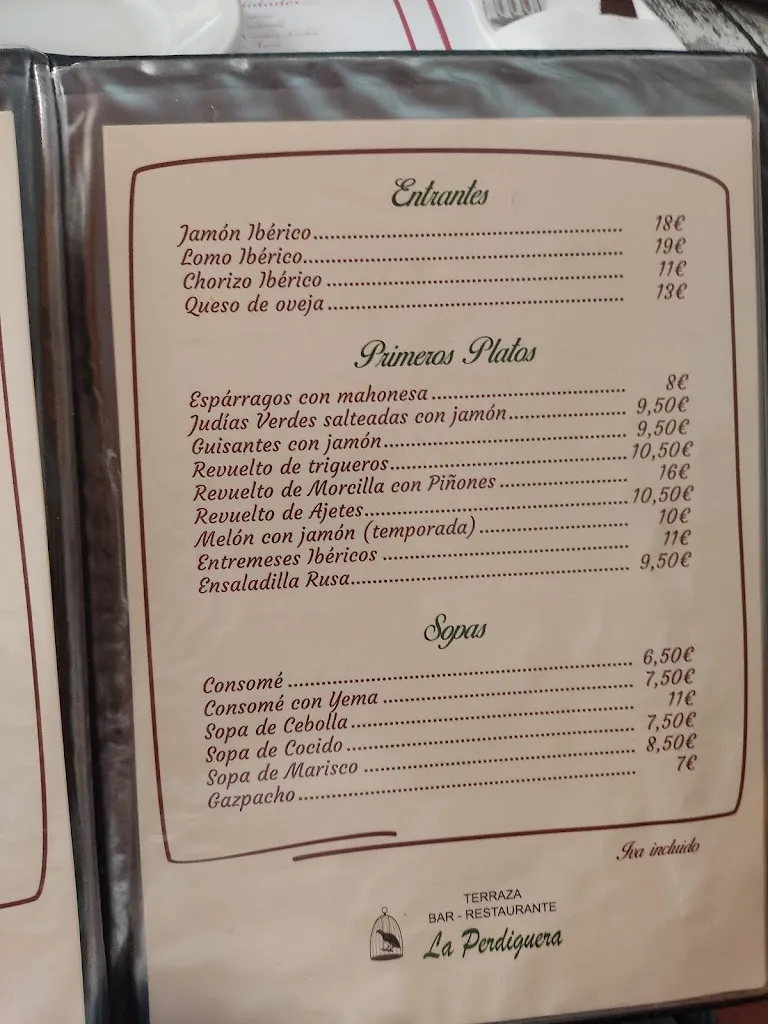 Entrantes
Jamón Ibérico 18€
Lomo Ibérico 19€
Chorizo Ibérico 11€
Queso de oveja 13€
Primeros Platos
Espárragos con mahonesa 8€
Judías Verdes salteadas con jamón 9,50€
Guisantes con jamón 9,50€
Revuelto de trigueros 10,50€
Revuelto de Morcilla con Piñones 16€
Revuelto de Ajetes 10,50€
Melón con jamón (temporada) 10€
Entremeses Ibéricos 11€
Ensaladilla Rusa 9,50€
Sopas
Consomé 6,50€
Consomé con Yema 7,50€
Sopa de Cebolla 11€
Sopa de Cocido 7,50€
Sopa de Marisco 8,50€
Gazpacho 7€
Iva incluido
TERRAZA
BAR - RESTAURANTE
La Perdiguera